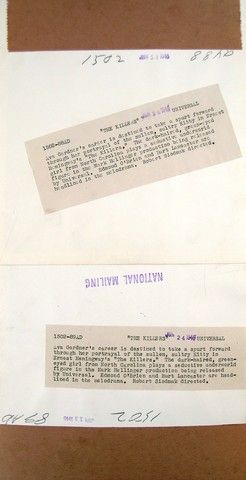 1502 88AD
1502-88AD "THE KILLERS" UNIVERSAL
Ava Gardner's career is destined to take a spurt forward
through her portrayal of the sullen, sultry Kitty in Ernest
Hemingway's "The Killers." The dark-haired, green-eyed
girl from North Carolina plays a seductive underworld
figure in the Mark Hellinger production being released
by Universal. Edmond O'Brien and Burt Lancaster are
headlined in the melodrama. Robert Siodmak directed.
NATIONAL MAILING
1502-89AD "THE KILLERS" 24 UNIVERSAL
Ava Gardner's career is destined to take a spurt forward
through her portrayal of the sullen, sultry Kitty in
Ernest Hemingway's "The Killers." The dark-haired, green-
eyed girl from North Carolina plays a seductive underworld
figure in the Mark Hellinger production being released
by Universal. Edmond O'Brien and Burt Lancaster are head-
lined in the melodrama. Robert Siodmak directed.
1502